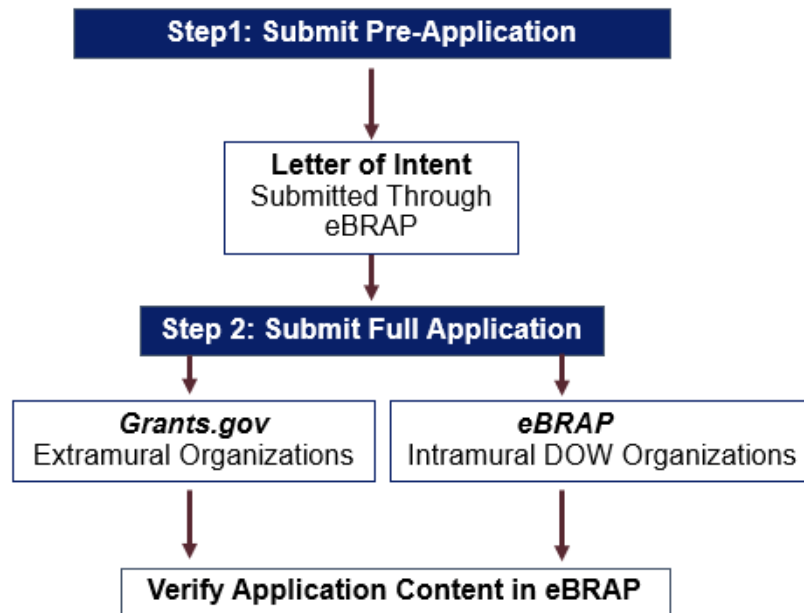 Step1: Submit Pre-Application
Letter of Intent
Submitted Through
eBRAP
Step 2: Submit Full Application
Grants.gov
Extramural Organizations
eBRAP
Intramural DOW Organizations
Verify Application Content in eBRAP